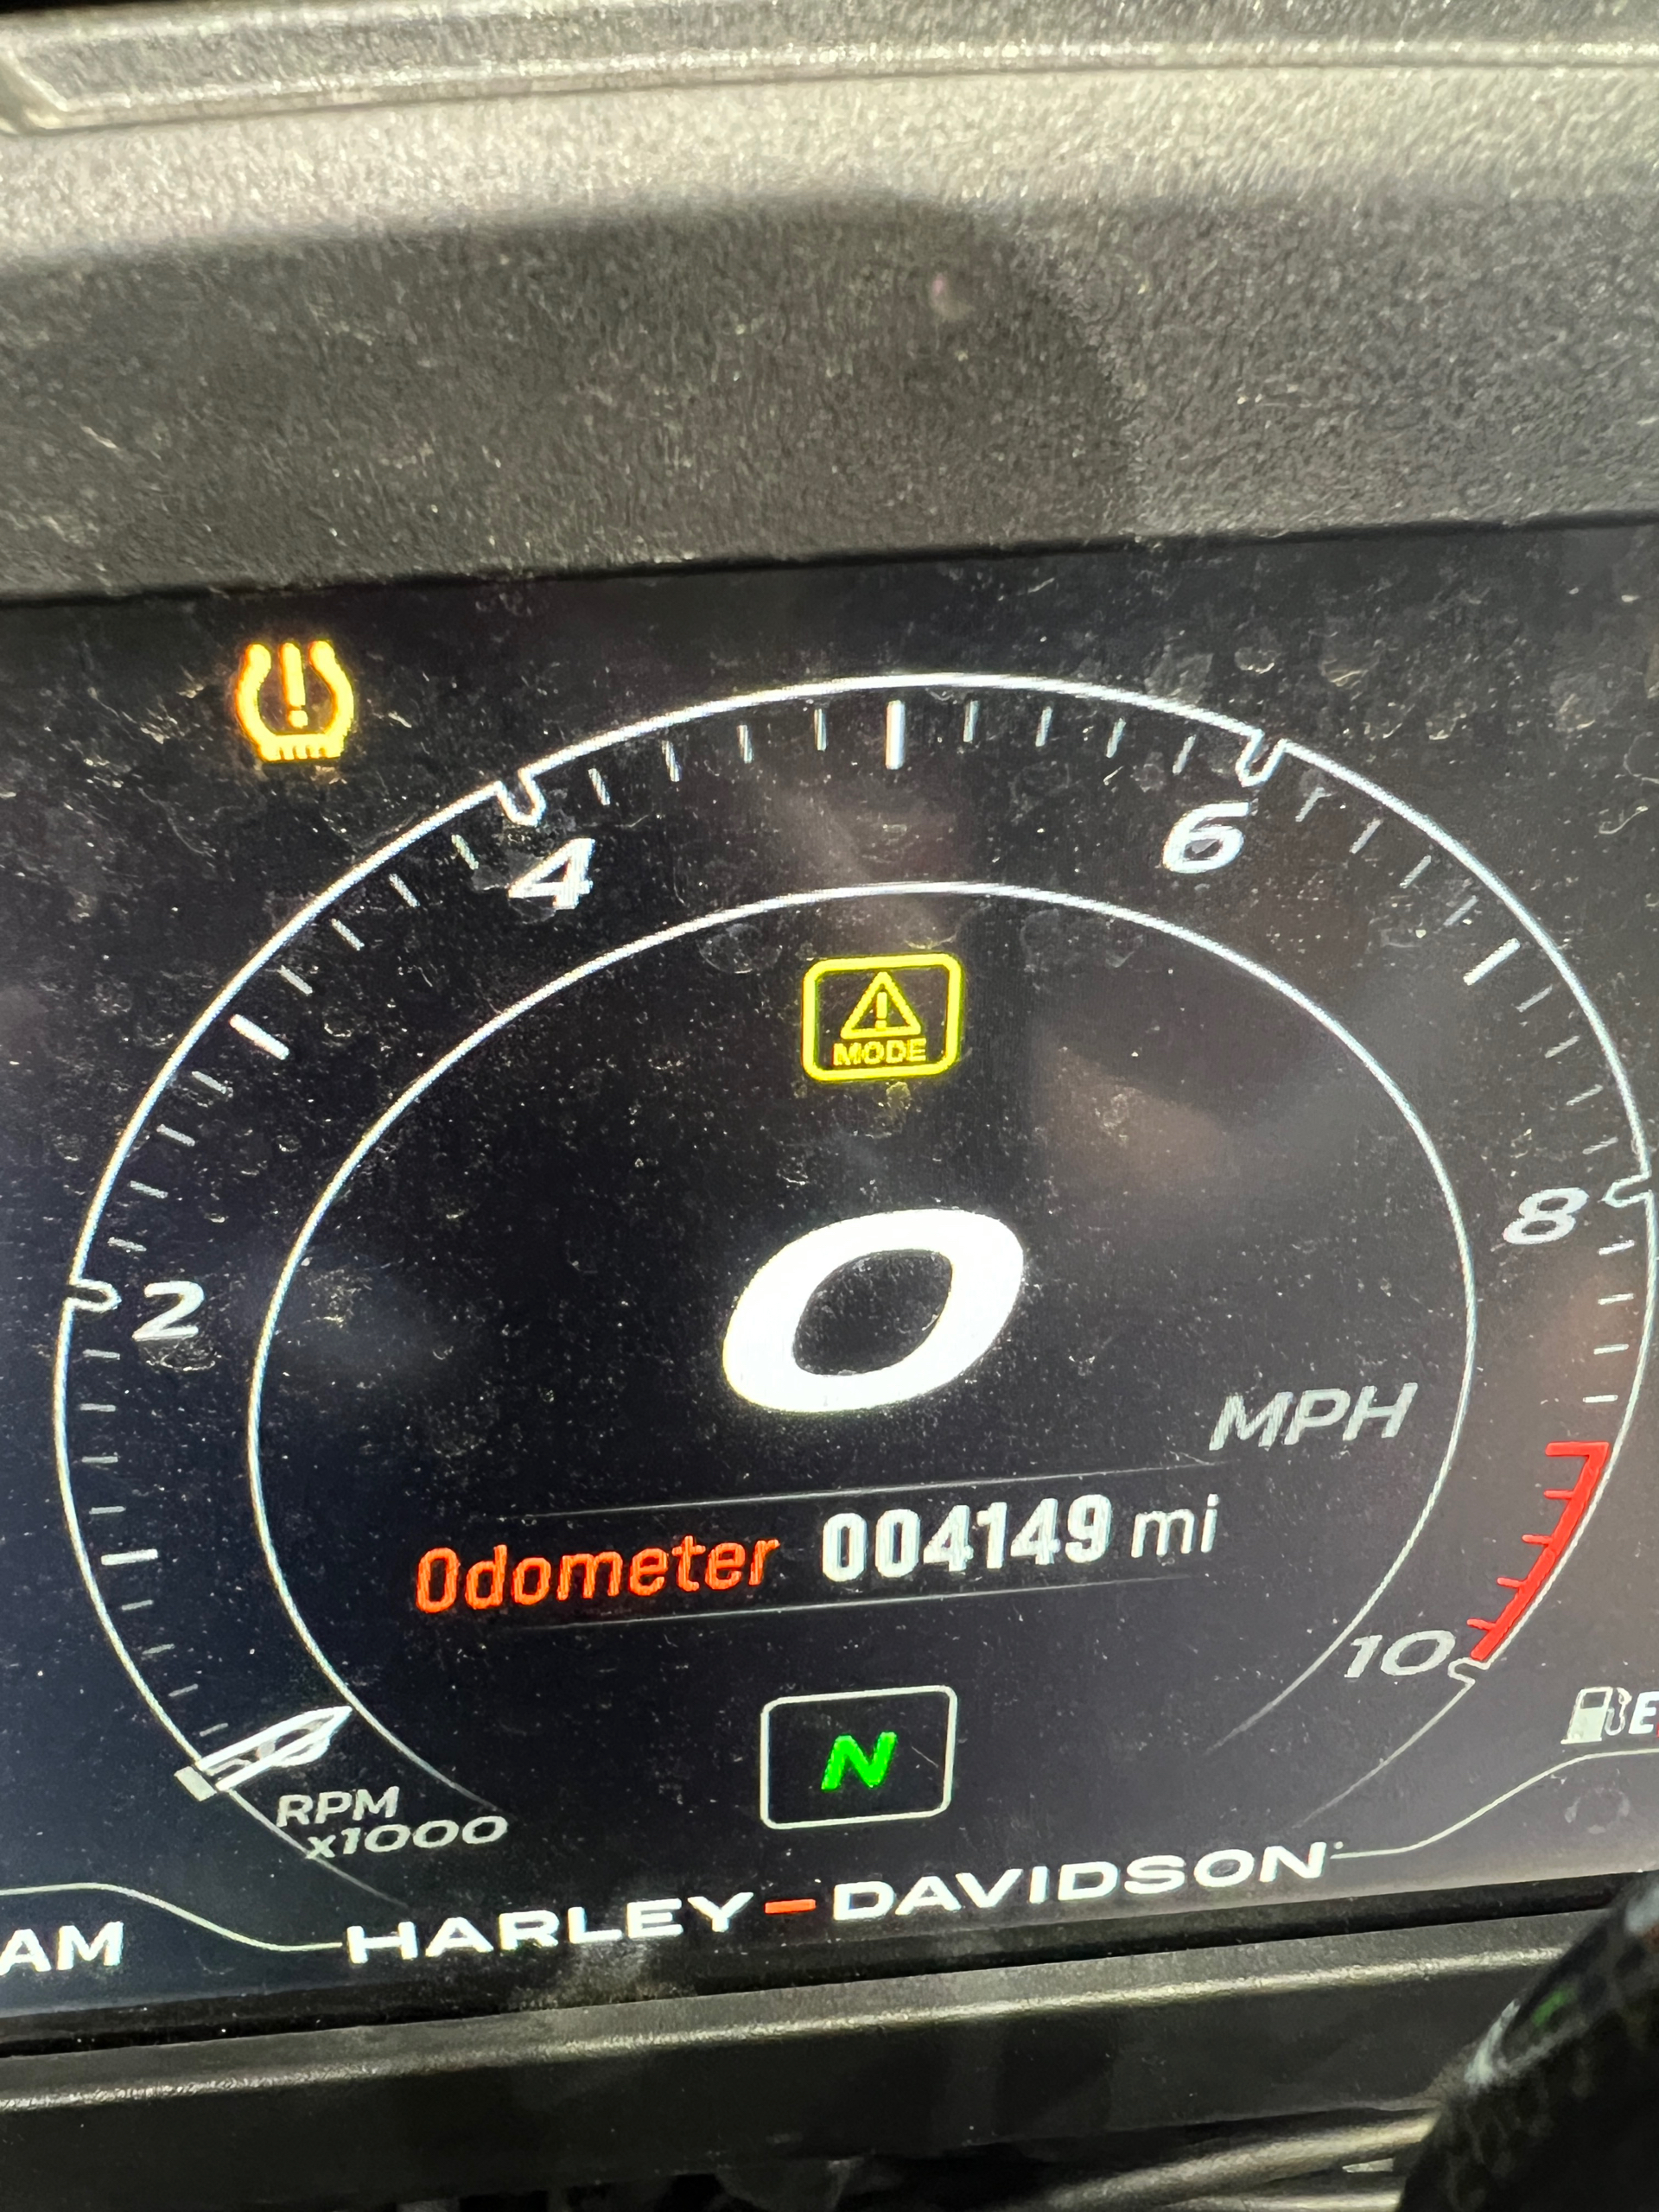 4
6
MODE
8
2
0
MPH
Odometer 004149 mi
10
N
E
RPM
x1000
HARLEY-DAVIDSON
AM